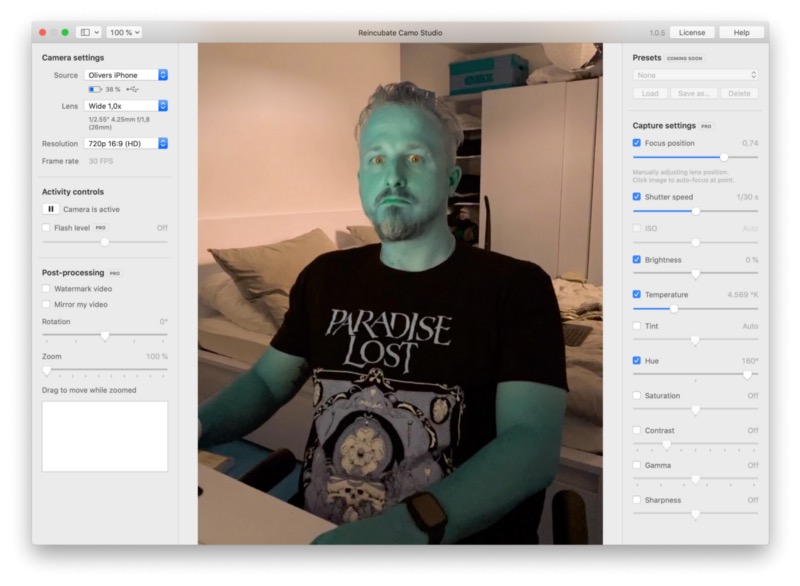 100 %
Reincubate Camo Studio
1.0.5
License
Help
Camera settings
Source
Olivers iPhone
38 %
Lens
Wide 1,0x
1/2.55" 4.25mm f/1,8
(26mm)
Resolution
720p 16:9 (HD)
Frame rate
30 FPS
Activity controls
Camera is active
Flash level
PRO
Off
Post-processing
PRO
Watermark video
Mirror my video
Rotation
0°
Zoom
100 %
Drag to move while zoomed
PARADISE
LOST
Presets
COMING SOON
None
Load
Save as...
Delete
Capture settings
PRO
Focus position
0,74
Manually adjusting lens position.
Click image to auto-focus at point.
Shutter speed
1/30 s
ISO
Auto
Brightness
0 %
Temperature
4.569 °K
Tint
Auto
Hue
160°
Saturation
Off
Contrast
Off
Gamma
Off
Sharpness
Off